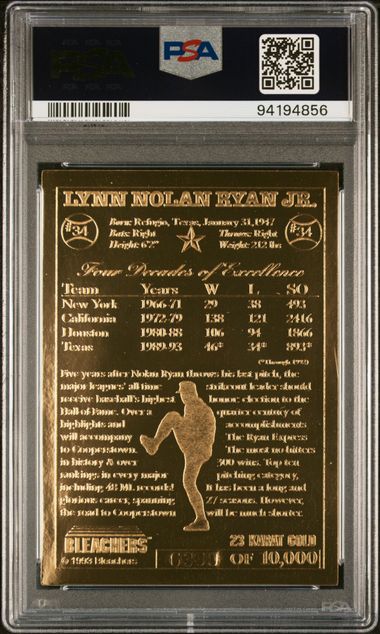 PSA
PSA
94194856
LYNN NOLAN RYAN JR.
#34
Born: Refugio, Texas, January 31, 1947
Bats: Right Throws: Right
Height: 6'2" Weight: 212 lbs.
#34
Four Decades of Excellence
Team Years W L SO
New York 1966-71 29 38 493
California 1972-79 138 121 2416
Houston 1980-88 106 94 1866
Texas 1989-93 46* 34* 893*
(*Through 1992)
Five years after Nolan Ryan throws his last pitch, the
major leagues' all time strikeout leader should
receive baseball's highest honor election to the
Hall of Fame. Over a quarter century of
highlights and accomplishments
will accompany The Ryan Express
to Cooperstown. The most no-hitters
in history & over 300 wins. Top ten
rankings in every major pitching category,
including 48 ML records! It has been a long and
glorious career, spanning 27 seasons. However,
the road to Cooperstown will be much shorter.
BLEACHERS™ 23 KARAT GOLD
© 1993 Bleachers OF 10,000